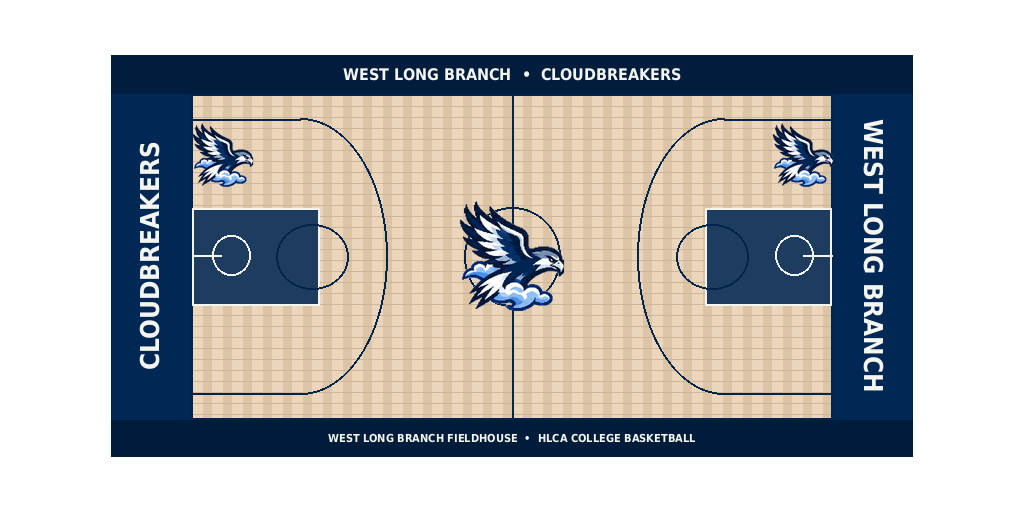 WEST LONG BRANCH • CLOUDBREAKERS
CLOUDBREAKERS
WEST LONG BRANCH
WEST LONG BRANCH FIELDHOUSE • HLCA COLLEGE BASKETBALL